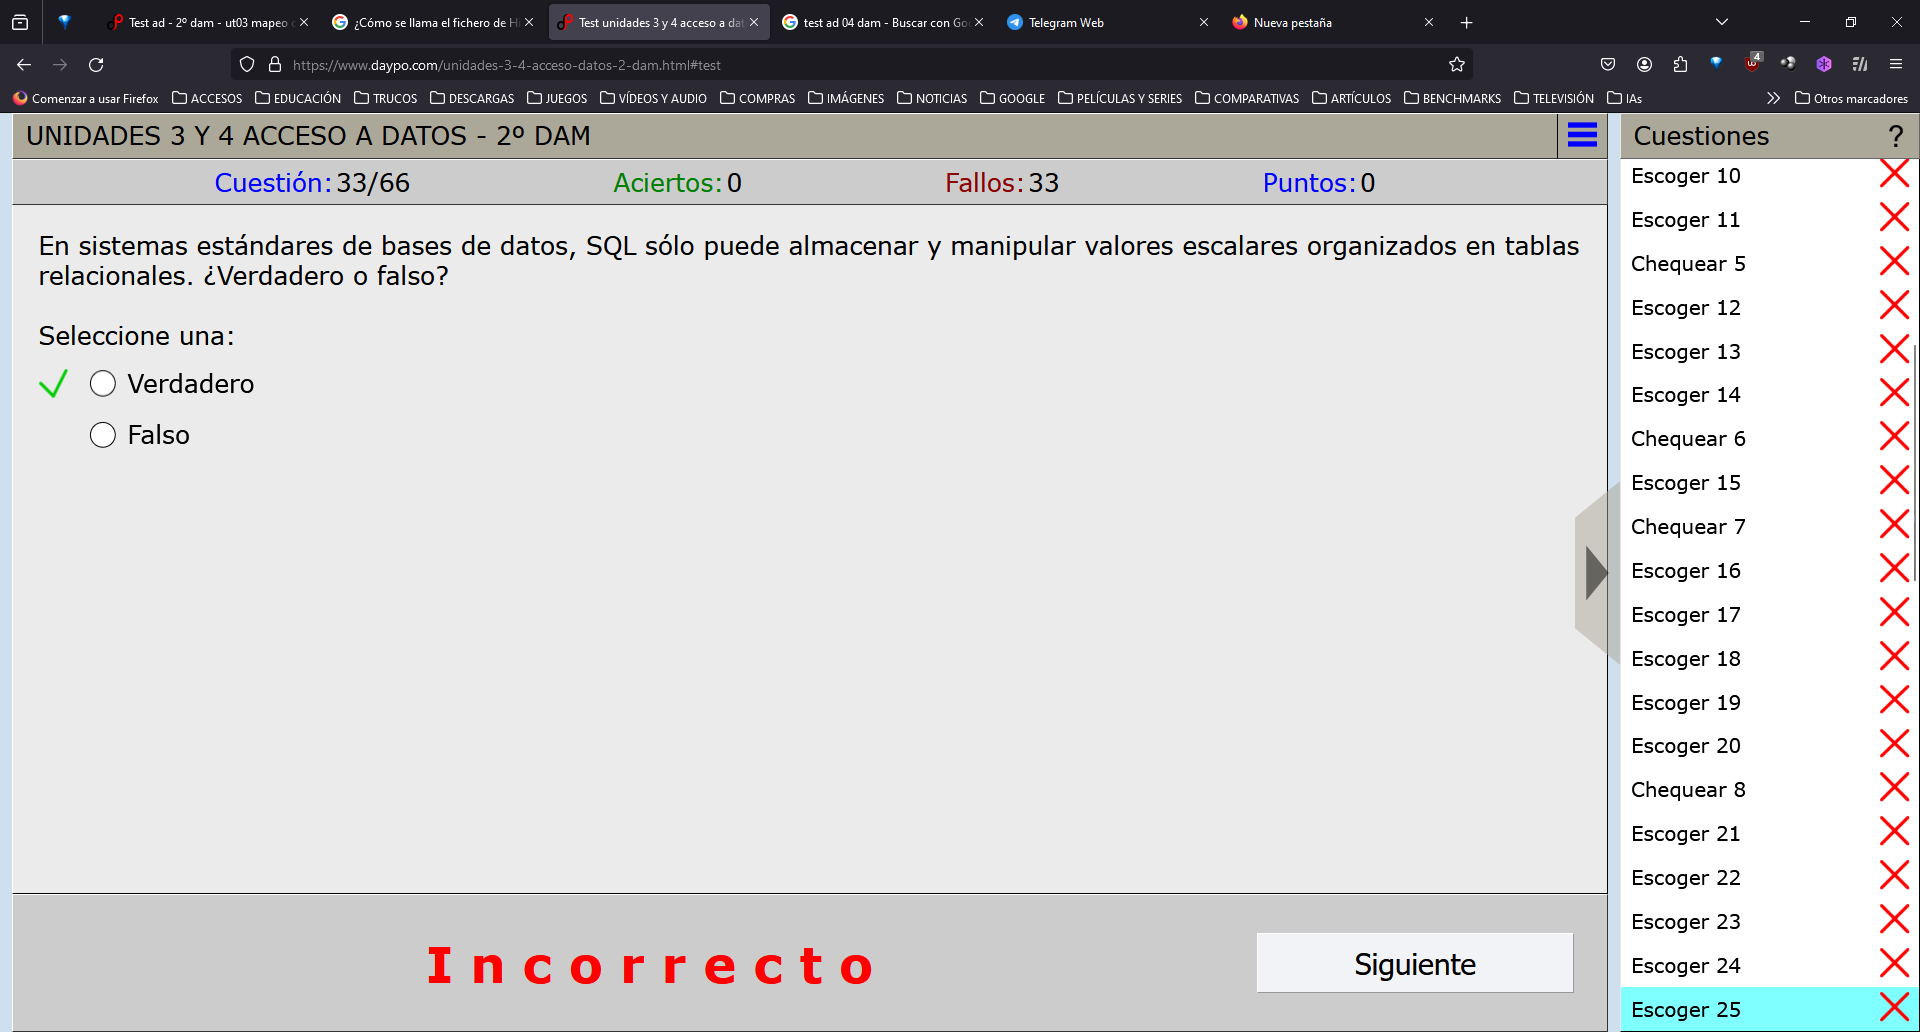 Test ad - 2º dam - ut03 mapeo
¿Cómo se llama el fichero de Hi
Test unidades 3 y 4 acceso a dat
test ad 04 dam - Buscar con Go
Telegram Web
Nueva pestaña
https://www.daypo.com/unidades-3-4-acceso-datos-2-dam.html#test
4
Comenzar a usar Firefox
ACCESOS
EDUCACIÓN
TRUCOS
DESCARGAS
JUEGOS
VÍDEOS Y AUDIO
COMPRAS
IMÁGENES
NOTICIAS
GOOGLE
PELÍCULAS Y SERIES
COMPARATIVAS
ARTÍCULOS
BENCHMARKS
TELEVISIÓN
IAs
Otros marcadores
UNIDADES 3 Y 4 ACCESO A DATOS - 2º DAM
Cuestión: 33/66
Aciertos: 0
Fallos: 33
Puntos: 0
En sistemas estándares de bases de datos, SQL sólo puede almacenar y manipular valores escalares organizados en tablas
relacionales. ¿Verdadero o falso?
Seleccione una:
Verdadero
Falso
Incorrecto
Siguiente
Cuestiones ?
Escoger 10
Escoger 11
Chequear 5
Escoger 12
Escoger 13
Escoger 14
Chequear 6
Escoger 15
Chequear 7
Escoger 16
Escoger 17
Escoger 18
Escoger 19
Escoger 20
Chequear 8
Escoger 21
Escoger 22
Escoger 23
Escoger 24
Escoger 25